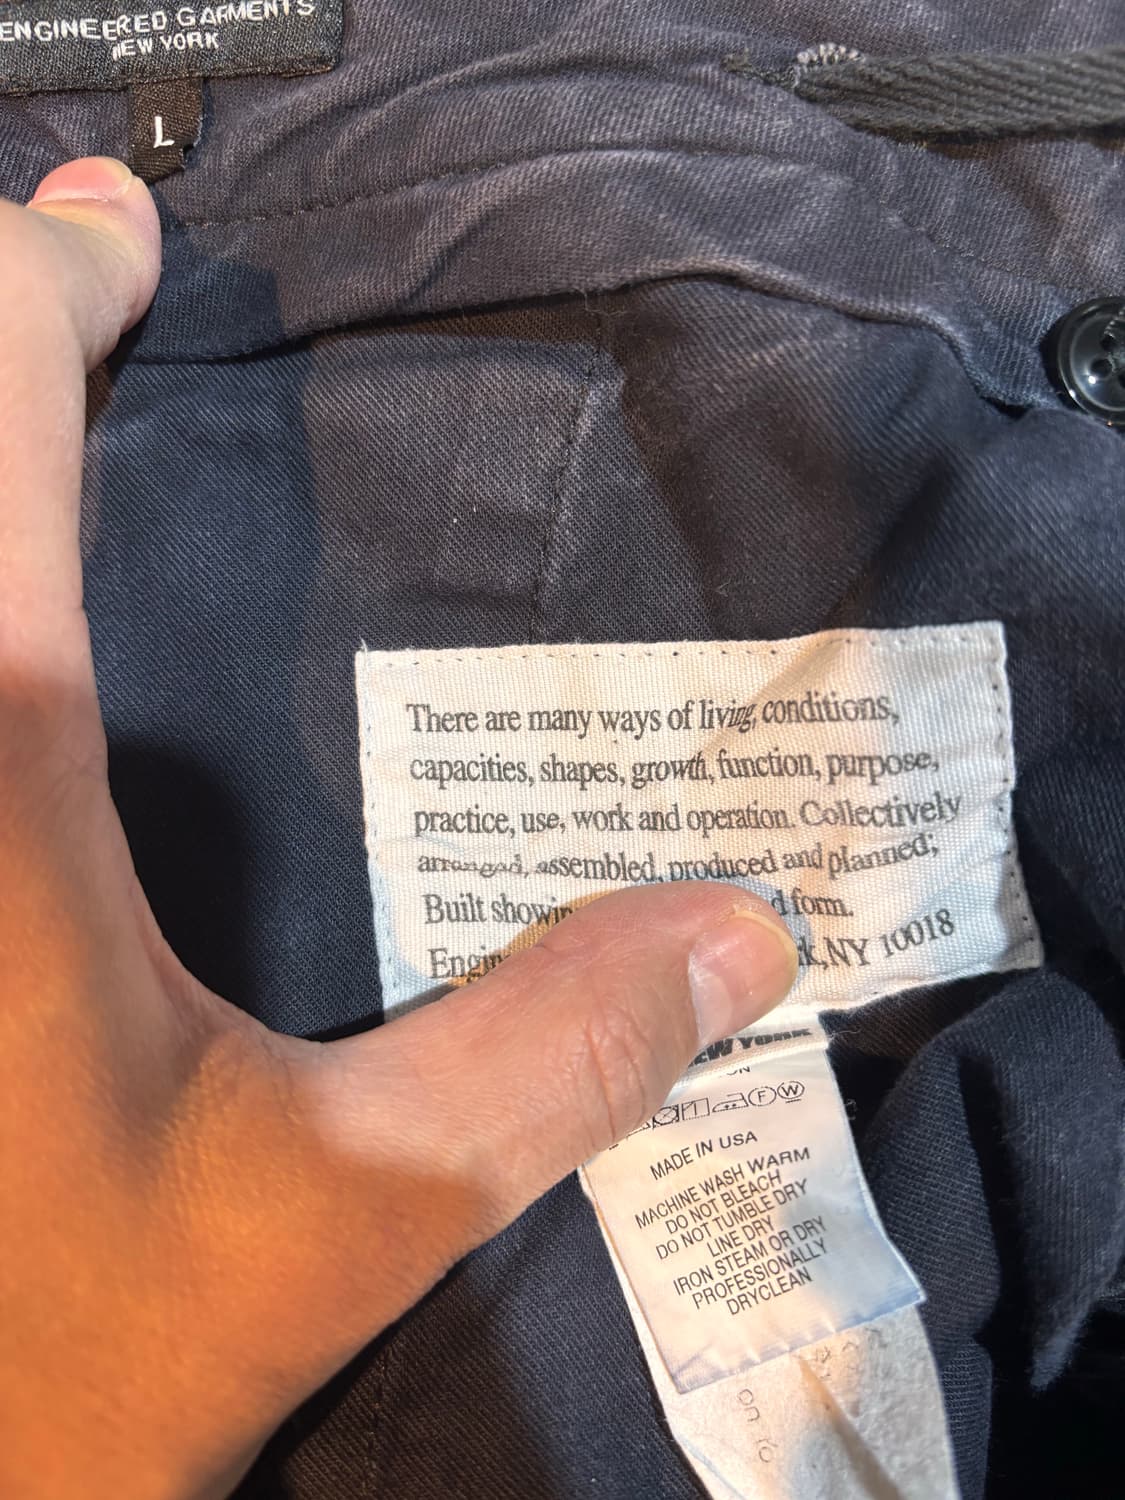 ENGINEERED GARMENTS
NEW YORK
L
There are many ways of living, conditions,
capacities, shapes, growth, function, purpose,
practice, use, work and operation. Collectively
arranged, assembled, produced and planned;
Built form.
NY 10018
YORK
F W
MADE IN USA
MACHINE WASH WARM
DO NOT BLEACH
DO NOT TUMBLE DRY
LINE DRY
IRON STEAM OR DRY
PROFESSIONALLY
DRYCLEAN